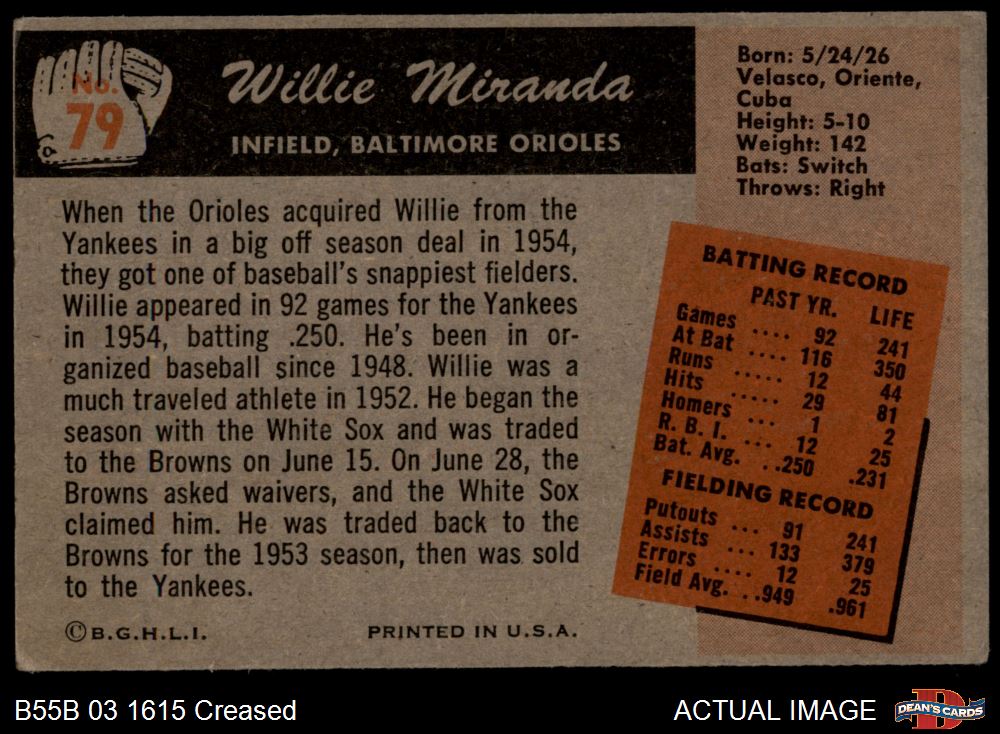 No.
79
Willie Miranda
INFIELD, BALTIMORE ORIOLES
Born: 5/24/26
Velasco, Oriente,
Cuba
Height: 5-10
Weight: 142
Bats: Switch
Throws: Right
When the Orioles acquired Willie from the
Yankees in a big off season deal in 1954,
they got one of baseball's snappiest fielders.
Willie appeared in 92 games for the Yankees
in 1954, batting .250. He's been in or-
ganized baseball since 1948. Willie was a
much traveled athlete in 1952. He began the
season with the White Sox and was traded
to the Browns on June 15. On June 28, the
Browns asked waivers, and the White Sox
claimed him. He was traded back to the
Browns for the 1953 season, then was sold
to the Yankees.
©B.G.H.L.I. PRINTED IN U.S.A.
BATTING RECORD
PAST YR. LIFE
Games .... 92 241
At Bat .... 116 350
Runs ..... 12 44
Hits ..... 29 81
Homers ... 1 2
R. B. I. ... 12 25
Bat. Avg. ..250 .231
FIELDING RECORD
Putouts ... 91 241
Assists ... 133 379
Errors .... 12 25
Field Avg. ..949 .961
B55B 03 1615 Creased
ACTUAL IMAGE
D
DEAN'S CARDS